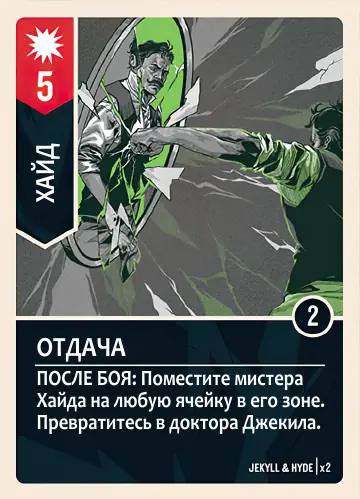 5
ХАЙД
2
ОТДАЧА
ПОСЛЕ БОЯ: Поместите мистера
Хайда на любую ячейку в его зоне.
Превратитесь в доктора Джекила.
JEKYLL & HYDE | x2